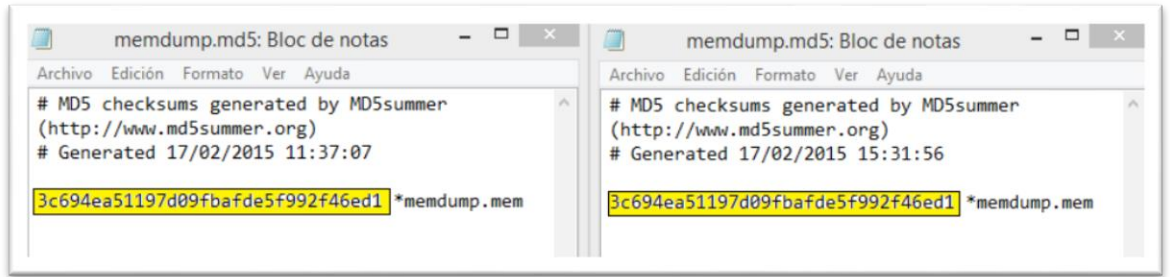 memdump.md5: Bloc de notas
Archivo Edición Formato Ver Ayuda
# MD5 checksums generated by MD5summer
(http://www.md5summer.org)
# Generated 17/02/2015 11:37:07
3c694ea51197d09fbafde5f992f46ed1 *memdump.mem
memdump.md5: Bloc de notas
Archivo Edición Formato Ver Ayuda
# MD5 checksums generated by MD5summer
(http://www.md5summer.org)
# Generated 17/02/2015 15:31:56
3c694ea51197d09fbafde5f992f46ed1 *memdump.mem